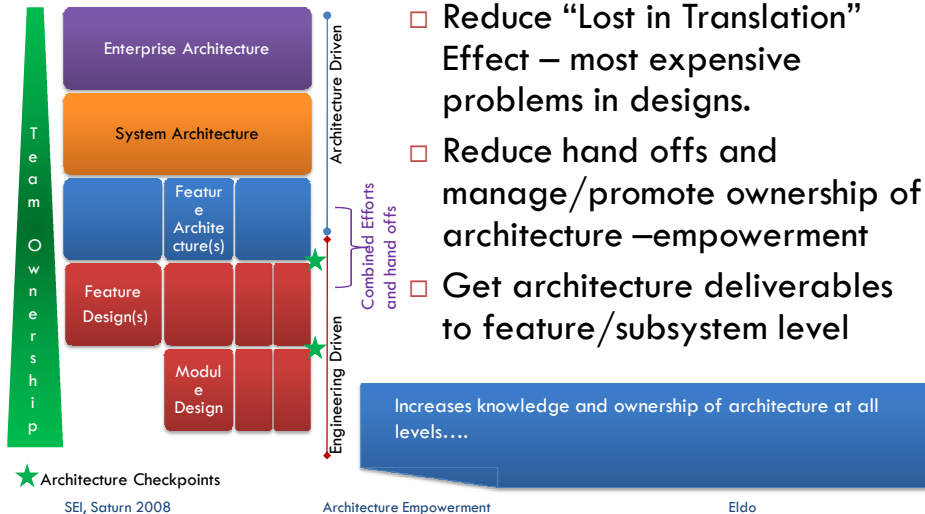 Team Ownership
Enterprise Architecture
System Architecture
Featur
e
Archite
cture(s)
Feature
Design(s)
Modul
e
Design
Architecture Driven
Engineering Driven
Combined Efforts
and hand offs
Architecture Checkpoints
Reduce “Lost in Translation”
Effect – most expensive
problems in designs.
Reduce hand offs and
manage/promote ownership of
architecture –empowerment
Get architecture deliverables
to feature/subsystem level
Increases knowledge and ownership of architecture at all
levels....
SEI, Saturn 2008
Architecture Empowerment
Eldo